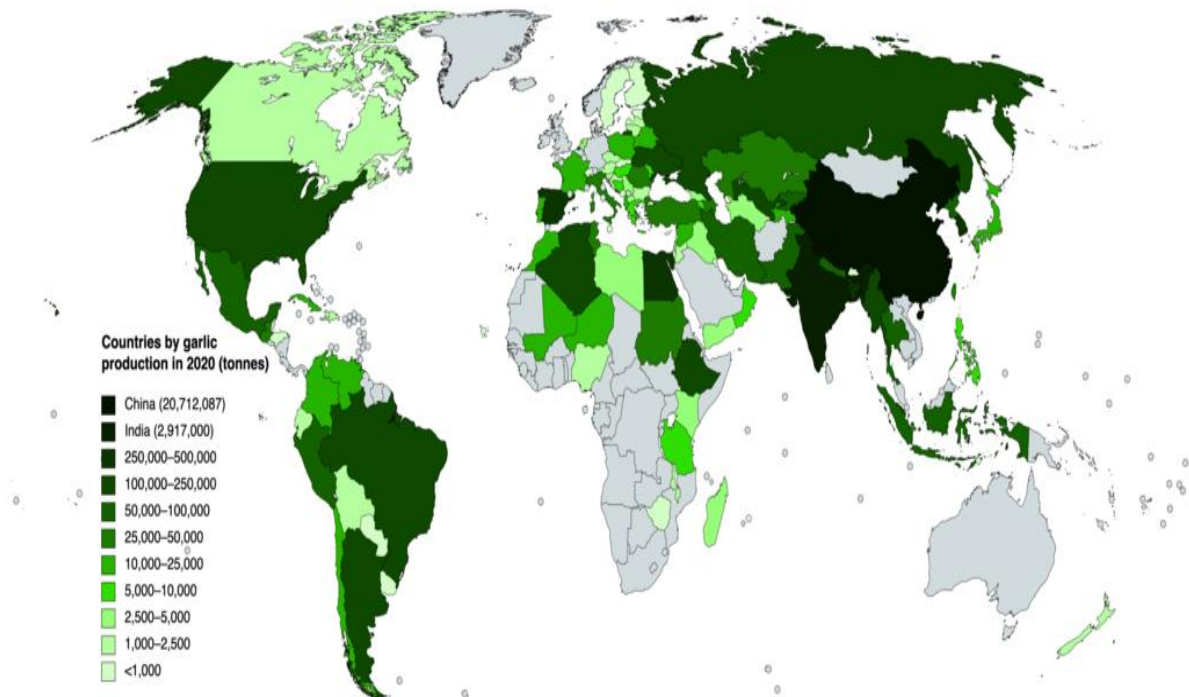 Countries by garlic
production in 2020 (tonnes)
China (20,712,087)
India (2,917,000)
250,000–500,000
100,000–250,000
50,000–100,000
25,000–50,000
10,000–25,000
5,000–10,000
2,500–5,000
1,000–2,500
<1,000